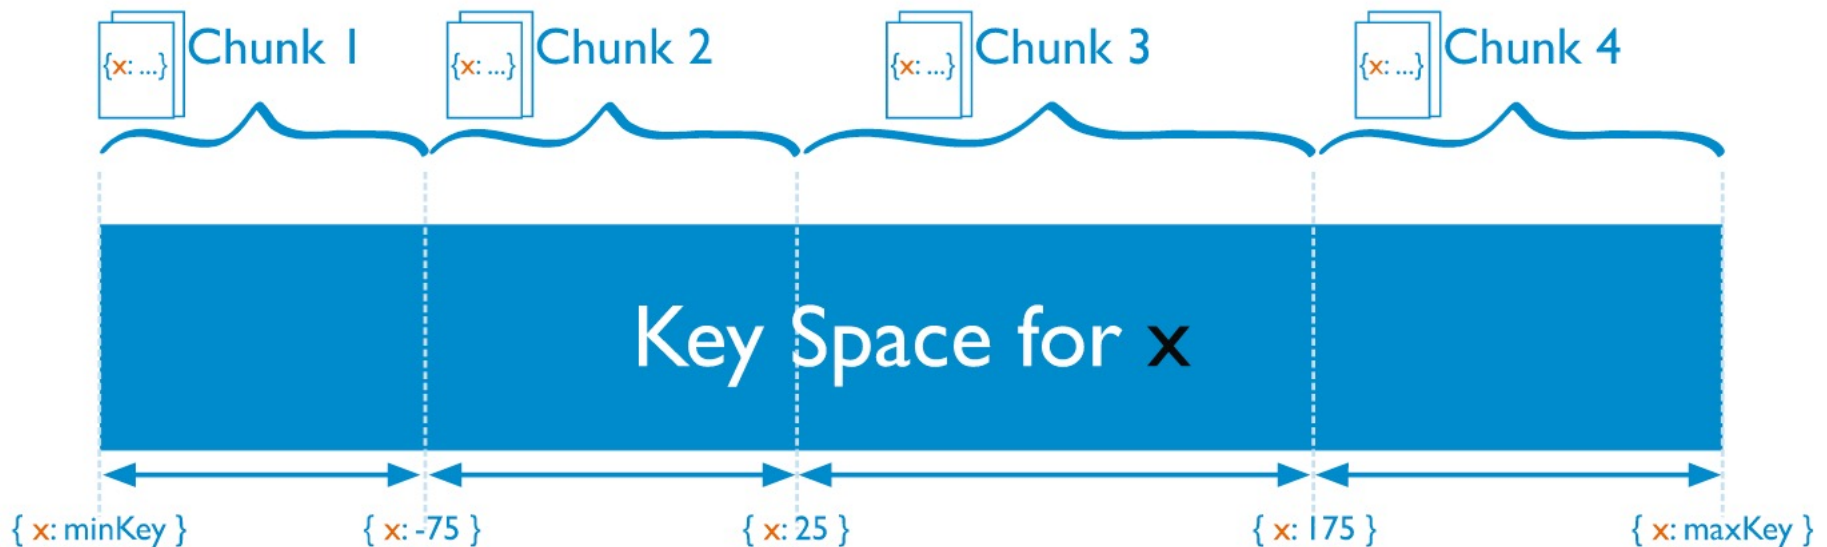 {x: ...} Chunk 1
{x: ...} Chunk 2
{x: ...} Chunk 3
{x: ...} Chunk 4
Key Space for x
{ x: minKey }
{ x: -75 }
{ x: 25 }
{ x: 175 }
{ x: maxKey }